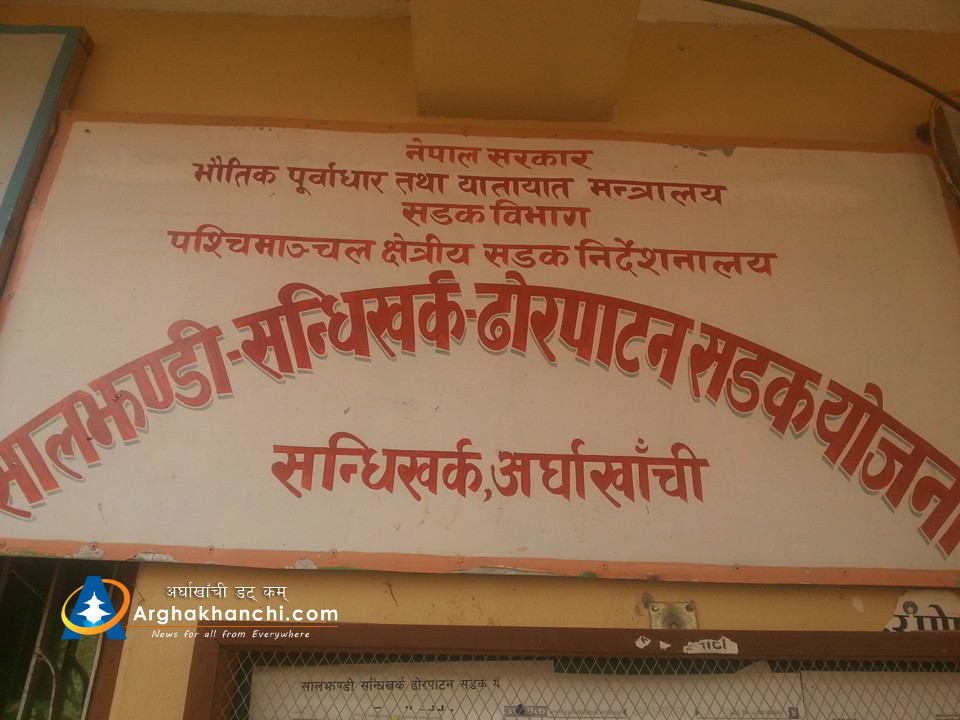 नेपाल सरकार
भौतिक पूर्वाधार तथा यातायात मन्त्रालय
सडक विभाग
पश्चिमाञ्चल क्षेत्रीय सडक निर्देशनालय
सालझण्डी-सन्धिखर्क-ढोरपाटन सडक योजना
सन्धिखर्क, अर्घाखाँची
अर्घाखाँची डट् कम्
Arghakhanchi.com
News for all from Everywhere
पाटी
सालझण्डी सन्धिखर्क ढोरपाटन सडक